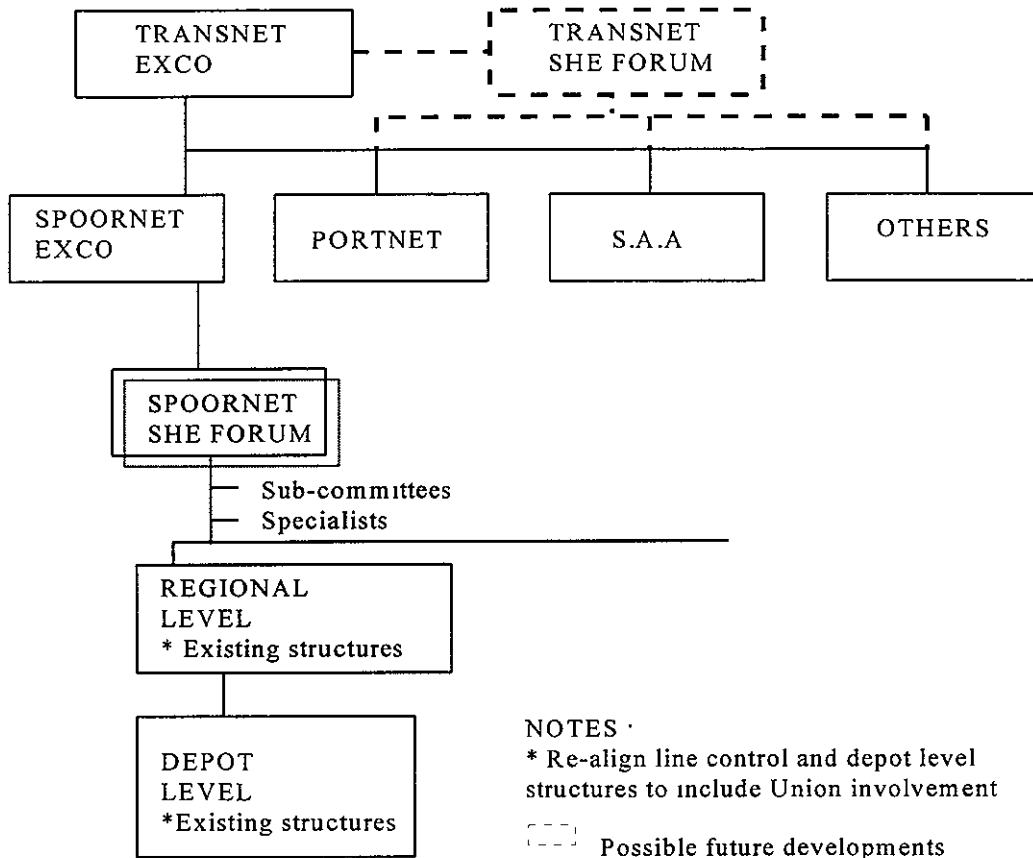 TRANSNET
EXCO
TRANSNET
SHE FORUM
SPOORNET
EXCO
PORTNET
S.A.A
OTHERS
SPOORNET
SHE FORUM
Sub-committees
Specialists
REGIONAL
LEVEL
* Existing structures
DEPOT
LEVEL
*Existing structures
NOTES :
* Re-align line control and depot level
structures to include Union involvement
Possible future developments